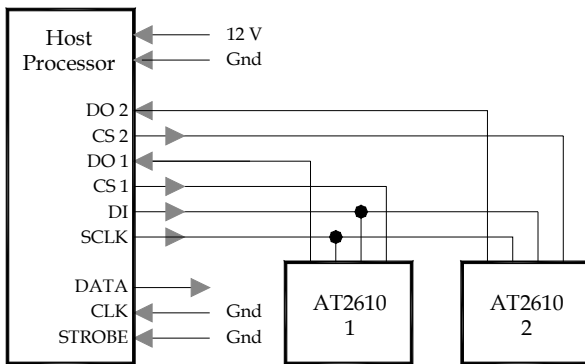 Host
Processor
12 V
Gnd
DO 2
CS 2
DO 1
CS 1
DI
SCLK
DATA
CLK
Gnd
STROBE
Gnd
AT2610
1
AT2610
2